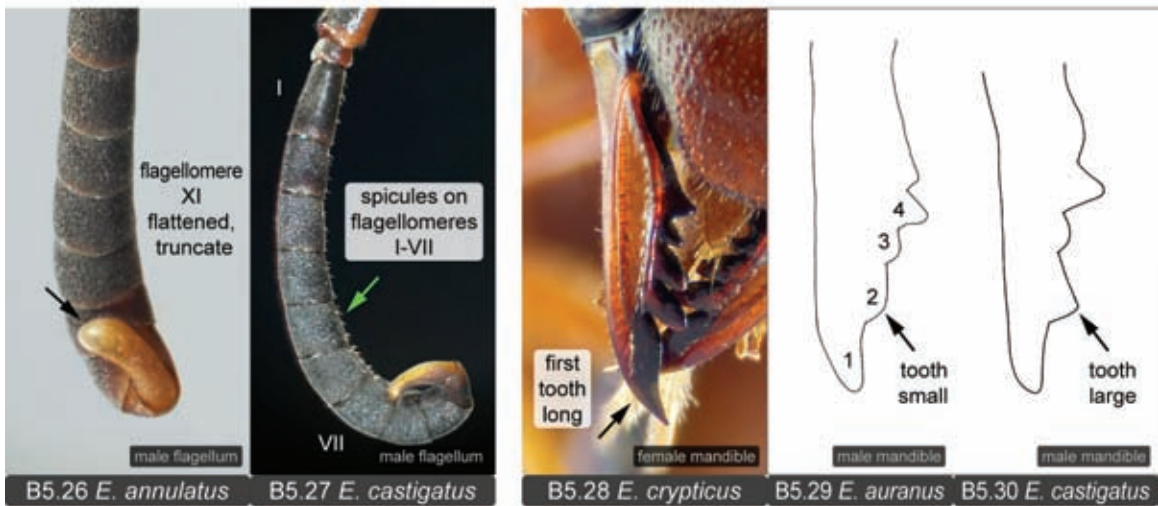 flagellomere
XI
flattened,
truncate
male flagellum
B5.26 E. annulatus
I
spicules on
flagellomeres
I-VII
VII
male flagellum
B5.27 E. castigatus
first
tooth
long
female mandible
B5.28 E. crypticus
4
3
2
1
tooth
small
male mandible
B5.29 E. auranus
tooth
large
male mandible
B5.30 E. castigatus